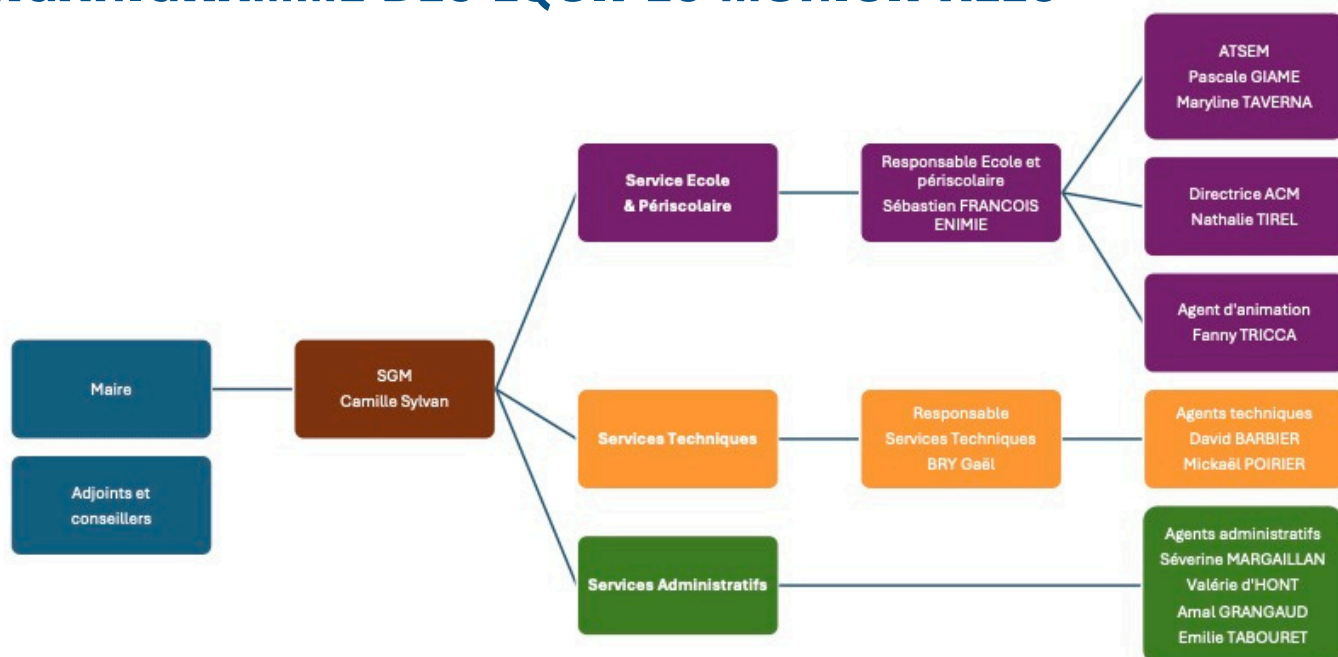 ATSEM
Pascale GIAME
Maryline TAVERNA
Service Ecole
& Périscolaire
Responsable Ecole et
périscolaire
Sébastien FRANCOIS
ENIMIE
Directrice ACM
Nathalie TIREL
Agent d'animation
Fanny TRICCA
Maire
SGM
Camille Sylvan
Adjoints et
conseillers
Services Techniques
Responsable
Services Techniques
BRY Gaël
Agents techniques
David BARBIER
Mickaël POIRIER
Services Administratifs
Agents administratifs
Séverine MARGAILLAN
Valérie d'HONT
Amal GRANGAUD
Emilie TABOURET